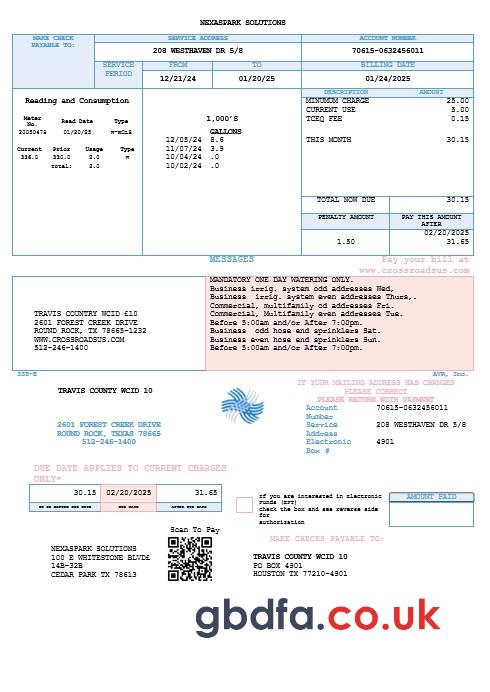 NEXASPARK SOLUTIONS
MAKE CHECK
PAYABLE TO:
SERVICE ADDRESS
ACCOUNT NUMBER
208 WESTHAVEN DR 5/8
70615-0632456011
SERVICE
PERIOD
FROM
TO
BILLING DATE
12/21/24
01/20/25
01/24/2025
Reading and Consumption
Meter
No.
Read Date
Type
20050478
01/20/25
Current
Prior
Usage
Type
336.0
330.0
2.0
Total:
2.0
1,000'S
GALLONS
12/05/24 8.6
11/07/24 3.9
10/04/24 .0
10/02/24 .0
DESCRIPTION
AMOUNT
MINUMUM CHARGE 25.00
CURRENT USE 5.00
TCEQ FEE 0.15
THIS MONTH 30.15
TOTAL NOW DUE 30.15
PENALTY AMOUNT
PAY THIS AMOUNT
AFTER
02/20/2025
1.50
31.65
MESSAGES
Pay your bill at
www.crossroadsus.com
TRAVIS COUNTRY WCID £10
2601 FOREST CREEK DRIVE
ROUND ROCK, TX 78665-1232
WWW.CROSSROADSUS.COM
512-246-1400
MANDATORY ONE DAY WATERING ONLY.
Business irrig. system odd addresses Wed,
Business irrig. system even addresses Thurs,.
Commercial, multifamily od addresses Fri.
Commercial, Multifamily even addresses Tue.
Before 5:00am and/or After 7:00pm.
Business odd hose end sprinklers Sat.
Business even hose end sprinklers Sun.
Before 5:00am and/or After 7:00pm.
338-E
AVR, Inc.
TRAVIS COUNTY WCID 10
2601 FOREST CREEK DRIVE
ROUND ROCK, TEXAS 78665
512-246-1400
IF YOUR MAILING ADDRESS HAS CHANGES
PLEASE CORRECT
PLEASE RETURN WITH PAYMENT
Account
Number
70615-0632456011
Service
Address
208 WESTHAVEN DR 5/8
Electronic
Box #
4901
DUE DATE APPLIES TO CURRENT CHARGES
ONLY*
30.15
02/20/2025
31.65
DUE DATE
AFTER DUE DATE
If you are interested in Electronic
Funds (EFT)
check the box and see reverse side
for
authorization
AMOUNT PAID
Scan To Pay
MAKE CHECKS PAYABLE TO:
NEXASPARK SOLUTIONS
100 E WHITESTONE BLVD£
14B-32B
CEDAR PARK TX 78613
TRAVIS COUNTY WCID 10
PO BOX 4901
HOUSTON TX 77210-4901
gbdfa.co.uk